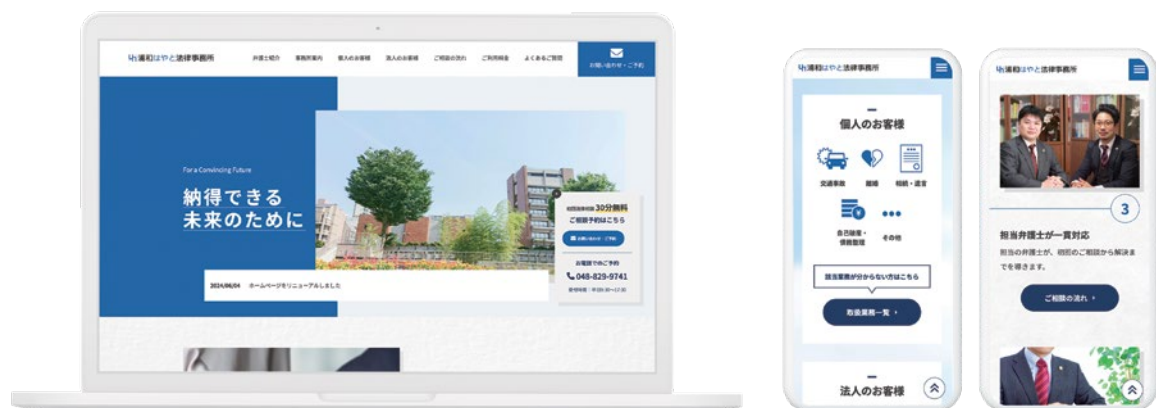 浦和はやと法律事務所
弁護士紹介 事務所案内 個人のお客様 法人のお客様 ご相談の流れ ご利用料金 よくあるご質問
お問い合わせ・ご予約
For a Convincing Future
納得できる
未来のために
初回法律相談 30分無料
ご相談予約はこちら
お問い合わせ・ご予約
お電話でのご予約
048-829-9741
2024/06/04 ホームページをリニューアルしました
浦和はやと法律事務所
個人のお客様
交通事故 離婚 相続・遺言
自己破産・
債務整理
その他
該当業務が分からない方はこちら
取扱業務一覧
法人のお客様
浦和はやと法律事務所
3
担当弁護士が一貫対応
担当の弁護士が、初回のご相談から解決ま
でを導きます。
ご相談の流れ